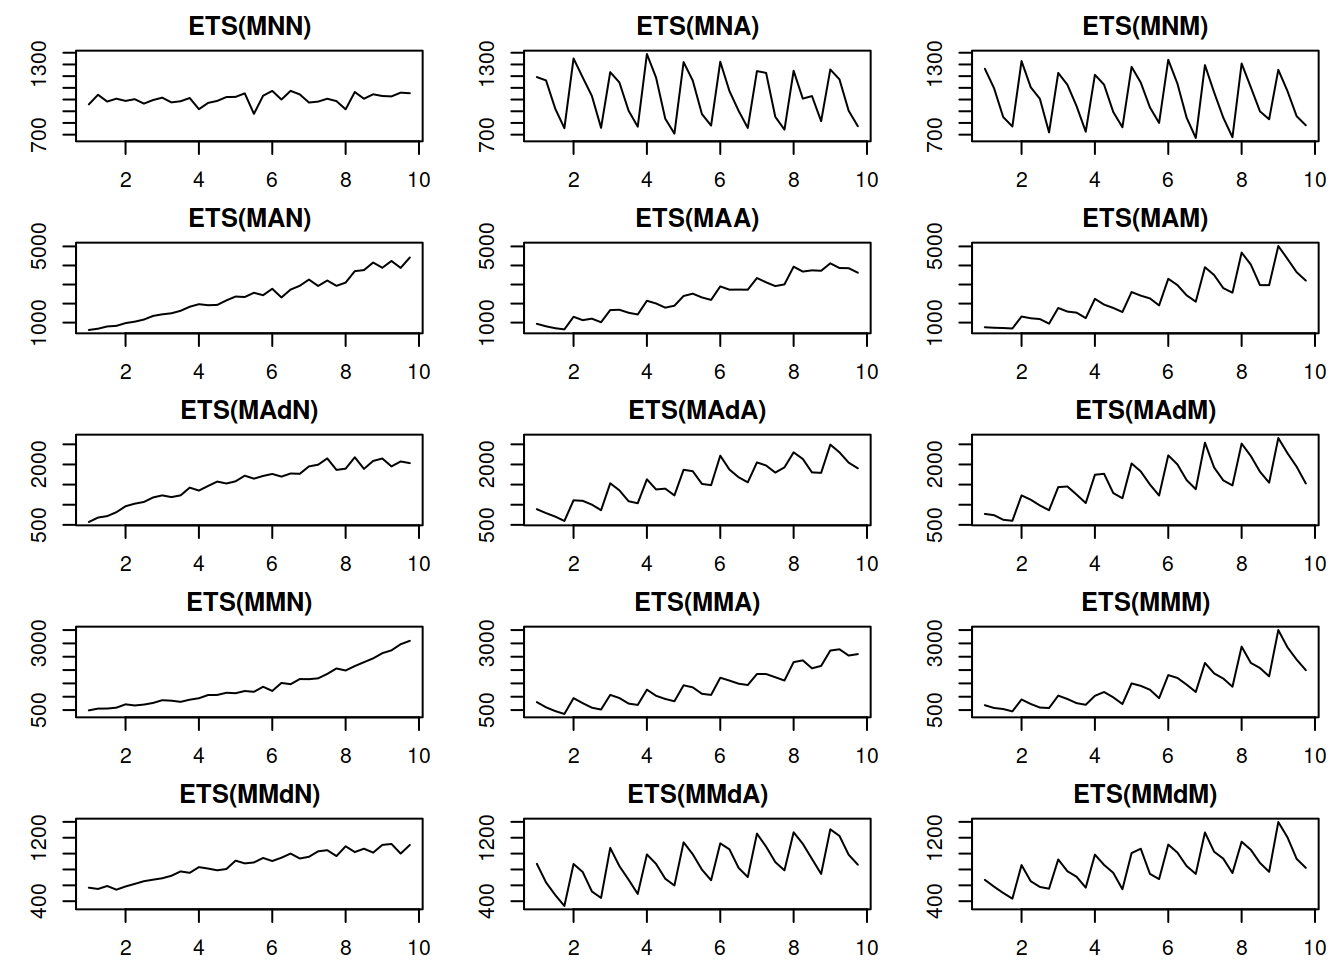 ETS(MNN) ETS(MNA) ETS(MNM)
1300 1300 1300
700 700 700
2 4 6 8 10 2 4 6 8 10 2 4 6 8 10
ETS(MAN) ETS(MAA) ETS(MAM)
5000 5000 5000
1000 1000 1000
2 4 6 8 10 2 4 6 8 10 2 4 6 8 10
ETS(MAdN) ETS(MAdA) ETS(MAdM)
2000 2000 2000
500 500 500
2 4 6 8 10 2 4 6 8 10 2 4 6 8 10
ETS(MMN) ETS(MMA) ETS(MMM)
3000 3000 3000
500 500 500
2 4 6 8 10 2 4 6 8 10 2 4 6 8 10
ETS(MMdN) ETS(MMdA) ETS(MMdM)
1200 1200 1200
400 400 400
2 4 6 8 10 2 4 6 8 10 2 4 6 8 10